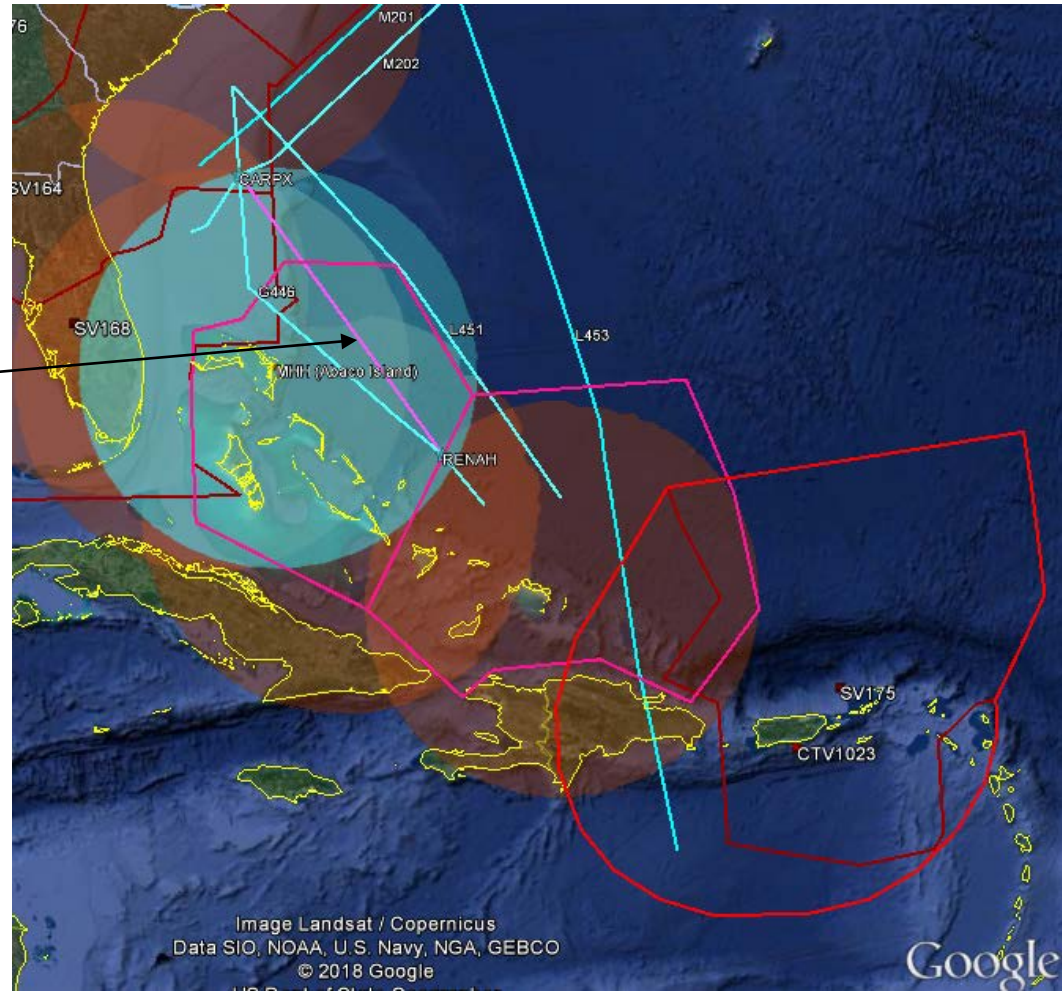 76
M201
M202
CARPX
SV164
G446
SV168
L451
L453
MHH (Abaco Island)
RENAH
SV175
CTV1023
Image Landsat / Copernicus
Data SIO, NOAA, U.S. Navy, NGA, GEBCO
© 2018 Google
Google